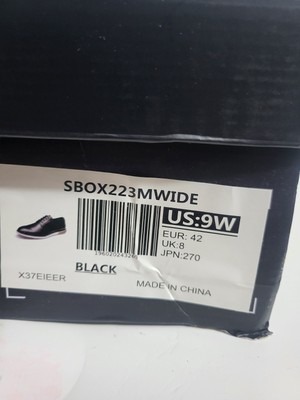 SBOX223MWIDE
US:9W
EUR: 42
UK:8
JPN:270
BLACK
X37EIEER
MADE IN CHINA